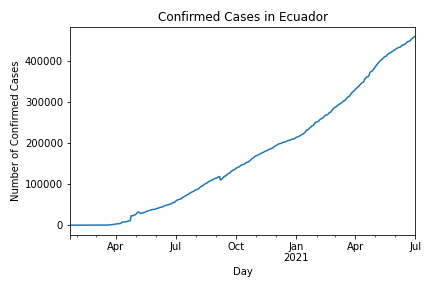 Confirmed Cases in Ecuador
Number of Confirmed Cases
400000
300000
200000
100000
0
Apr Jul Oct Jan Apr Jul
2021
Day